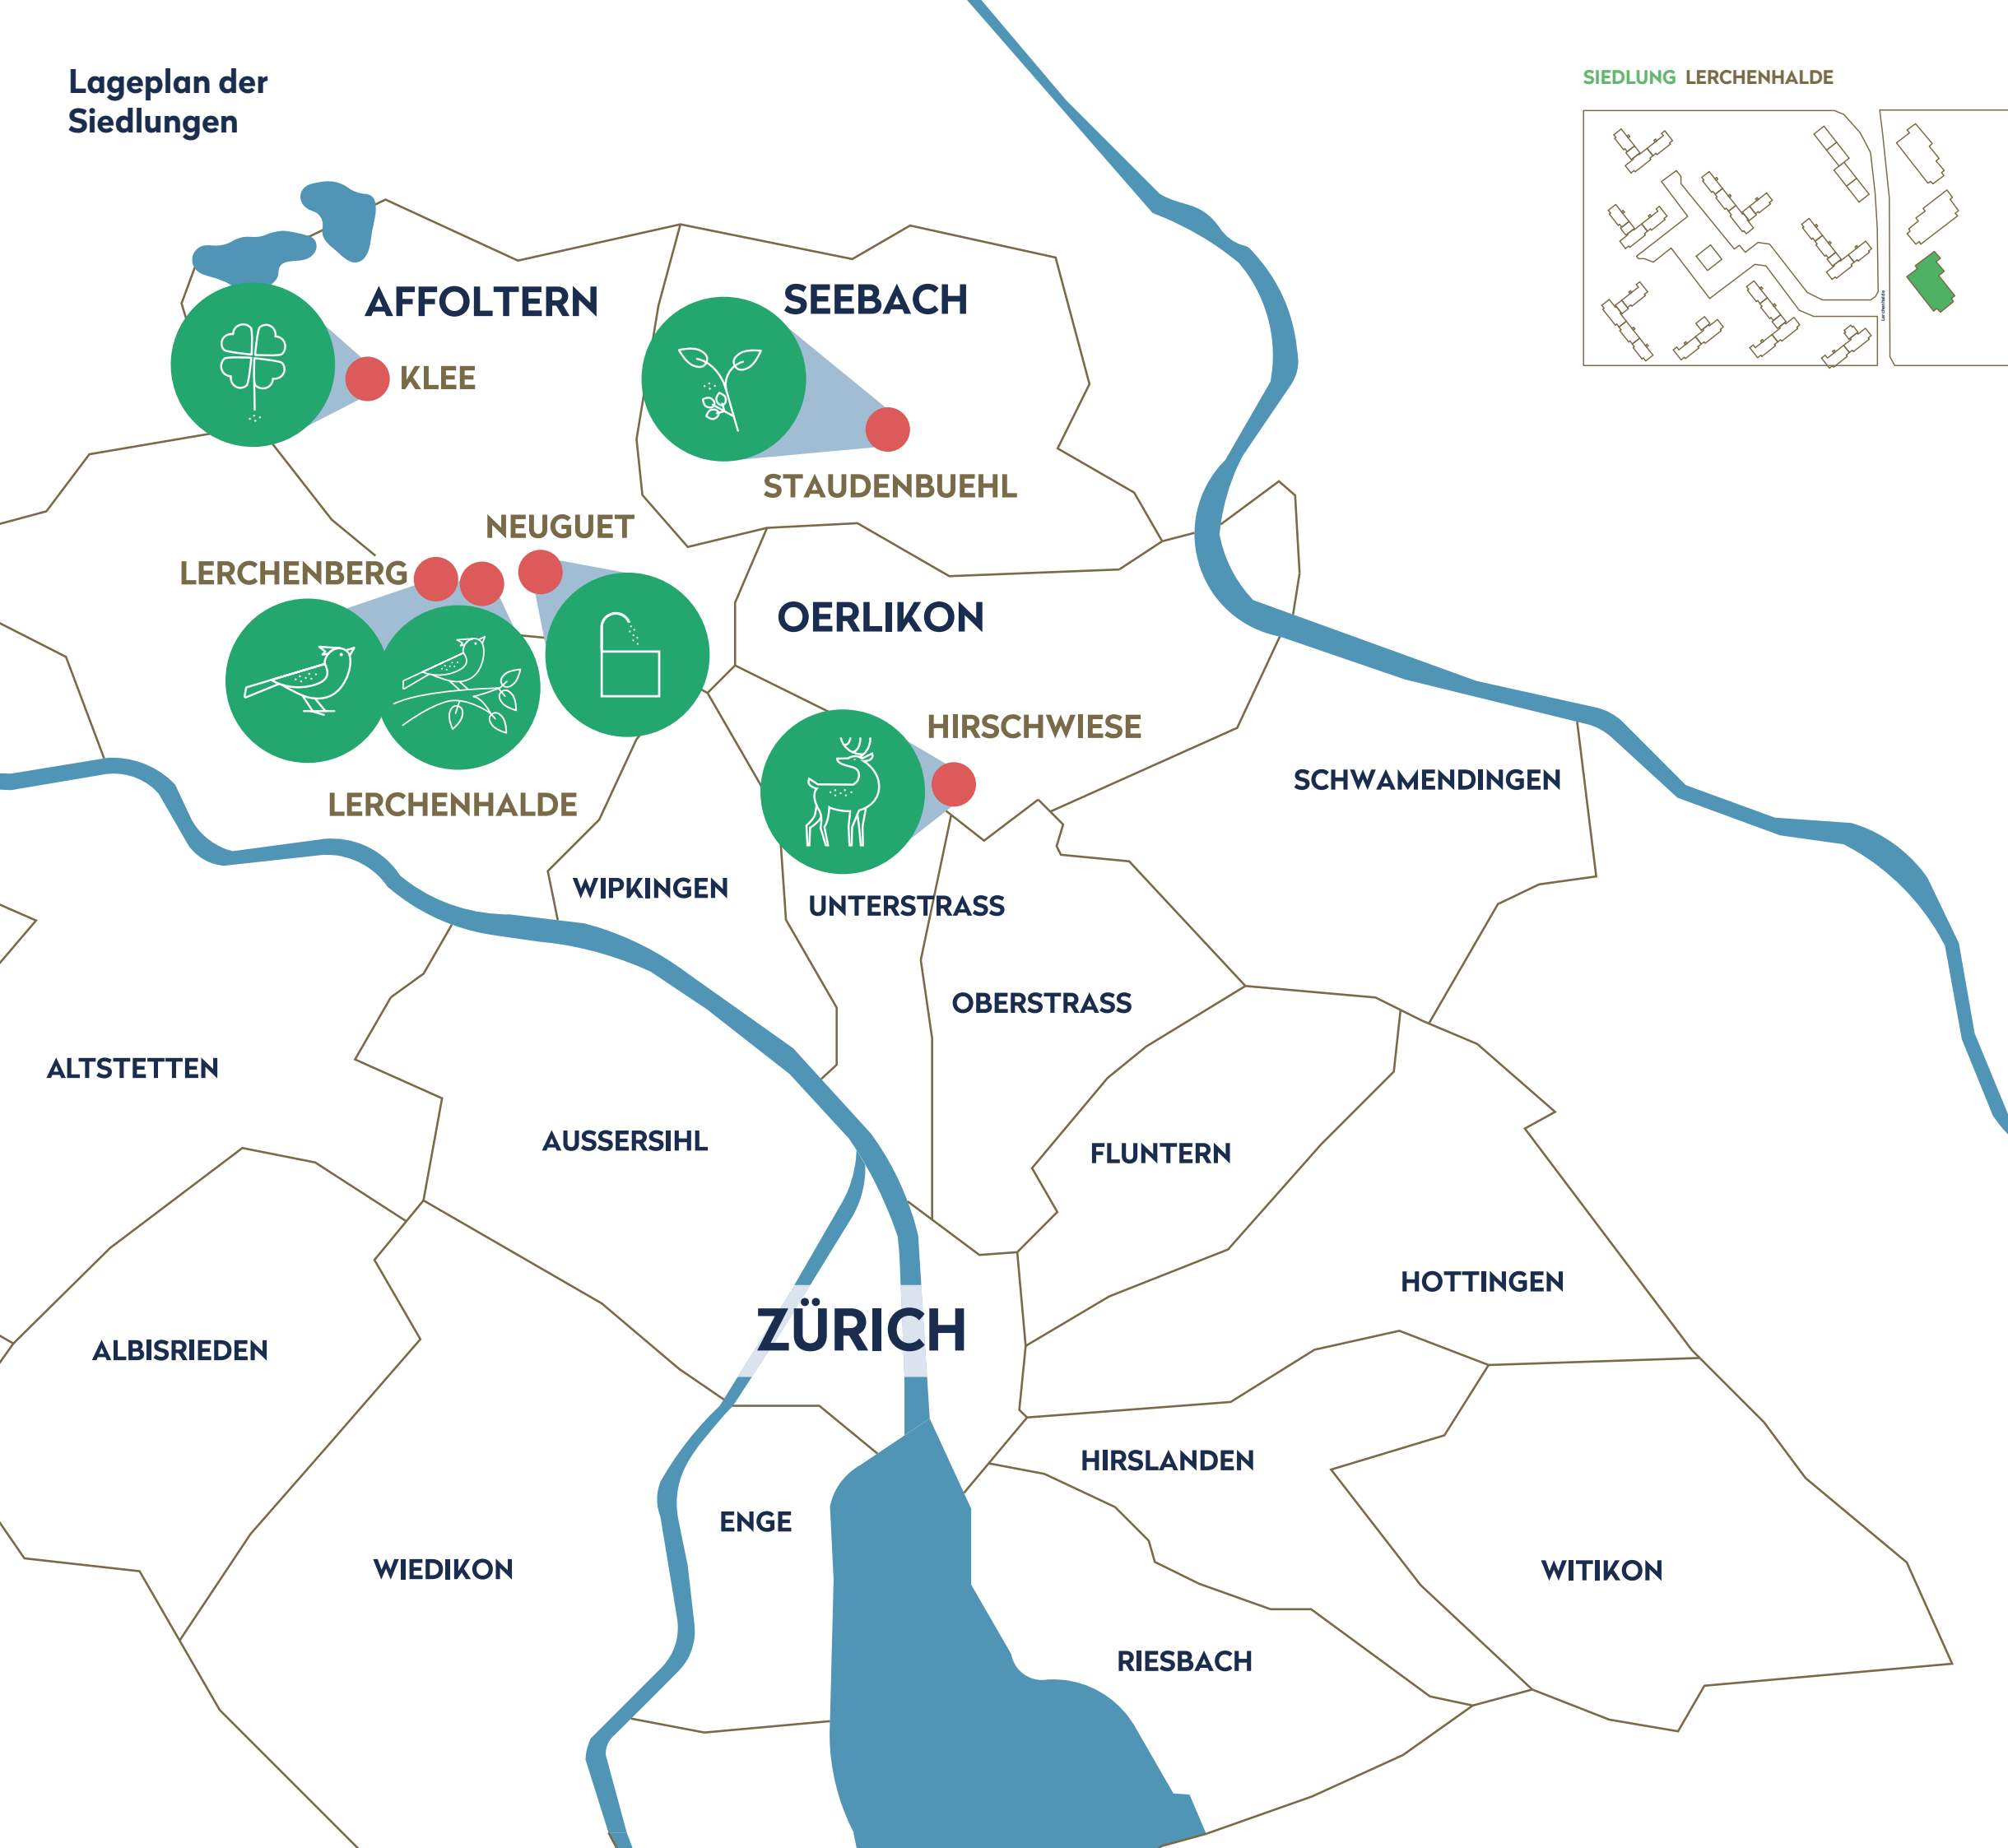 Lageplan der
Siedlungen
SIEDLUNG LERCHENHALDE
Lerchenhalde
AFFOLTERN
SEEBACH
KLEE
STAUDENBUEHL
NEUGUET
LERCHENBERG
OERLIKON
HIRSCHWIESE
SCHWAMENDINGEN
LERCHENHALDE
WIPKINGEN
UNTERSTRASS
OBERSTRASS
ALTSTETTEN
AUSSERSIHL
FLUNTERN
HOTTINGEN
ZÜRICH
ALBISRIEDEN
HIRSLANDEN
ENGE
WIEDIKON
WITIKON
RIESBACH